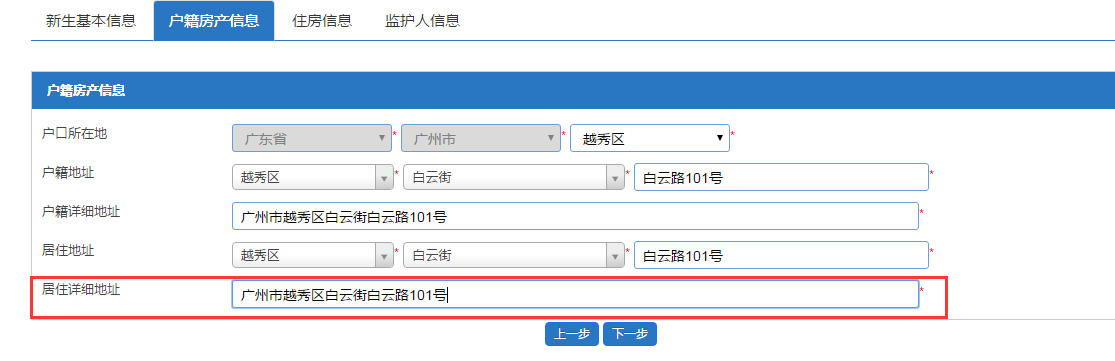 新生基本信息 户籍房产信息 住房信息 监护人信息
户籍房产信息
户口所在地 广东省 * 广州市 * 越秀区 *
户籍地址 越秀区 * 白云街 * 白云路101号 *
户籍详细地址 广州市越秀区白云街白云路101号 *
居住地址 越秀区 * 白云街 * 白云路101号 *
居住详细地址 广州市越秀区白云街白云路101号 *
上一步 下一步